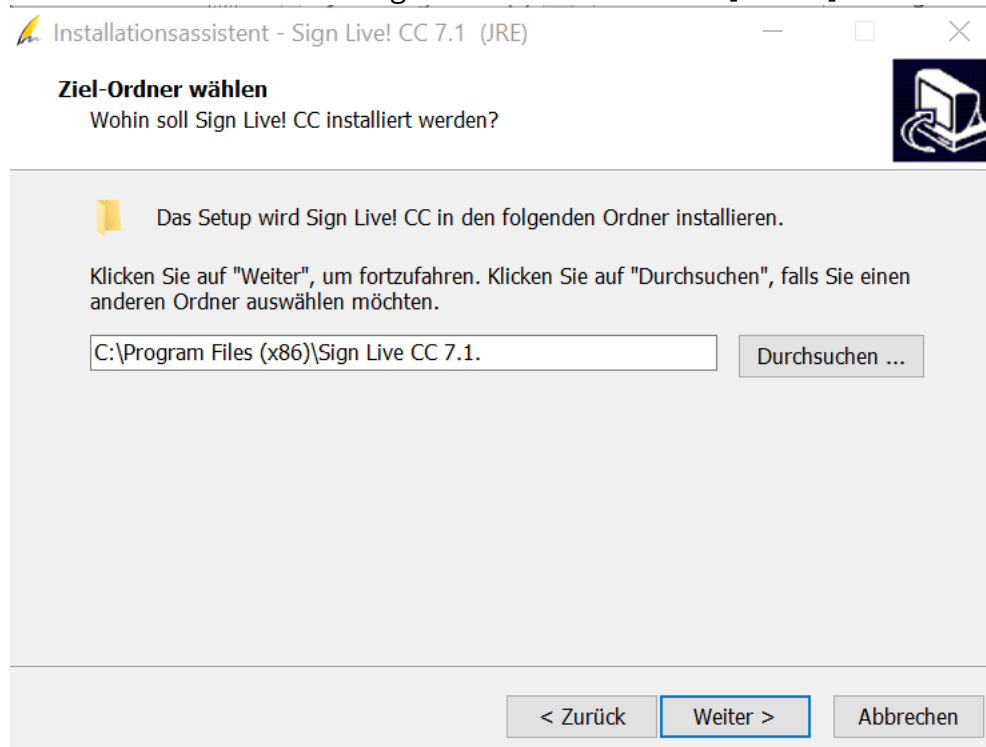 Installationsassistent - Sign Live! CC 7.1  (JRE)
Ziel-Ordner wählen
Wohin soll Sign Live! CC installiert werden?
Das Setup wird Sign Live! CC in den folgenden Ordner installieren.
Klicken Sie auf "Weiter", um fortzufahren. Klicken Sie auf "Durchsuchen", falls Sie einen
anderen Ordner auswählen möchten.
C:\Program Files (x86)\Sign Live CC 7.1.
Durchsuchen ...
< Zurück
Weiter >
Abbrechen